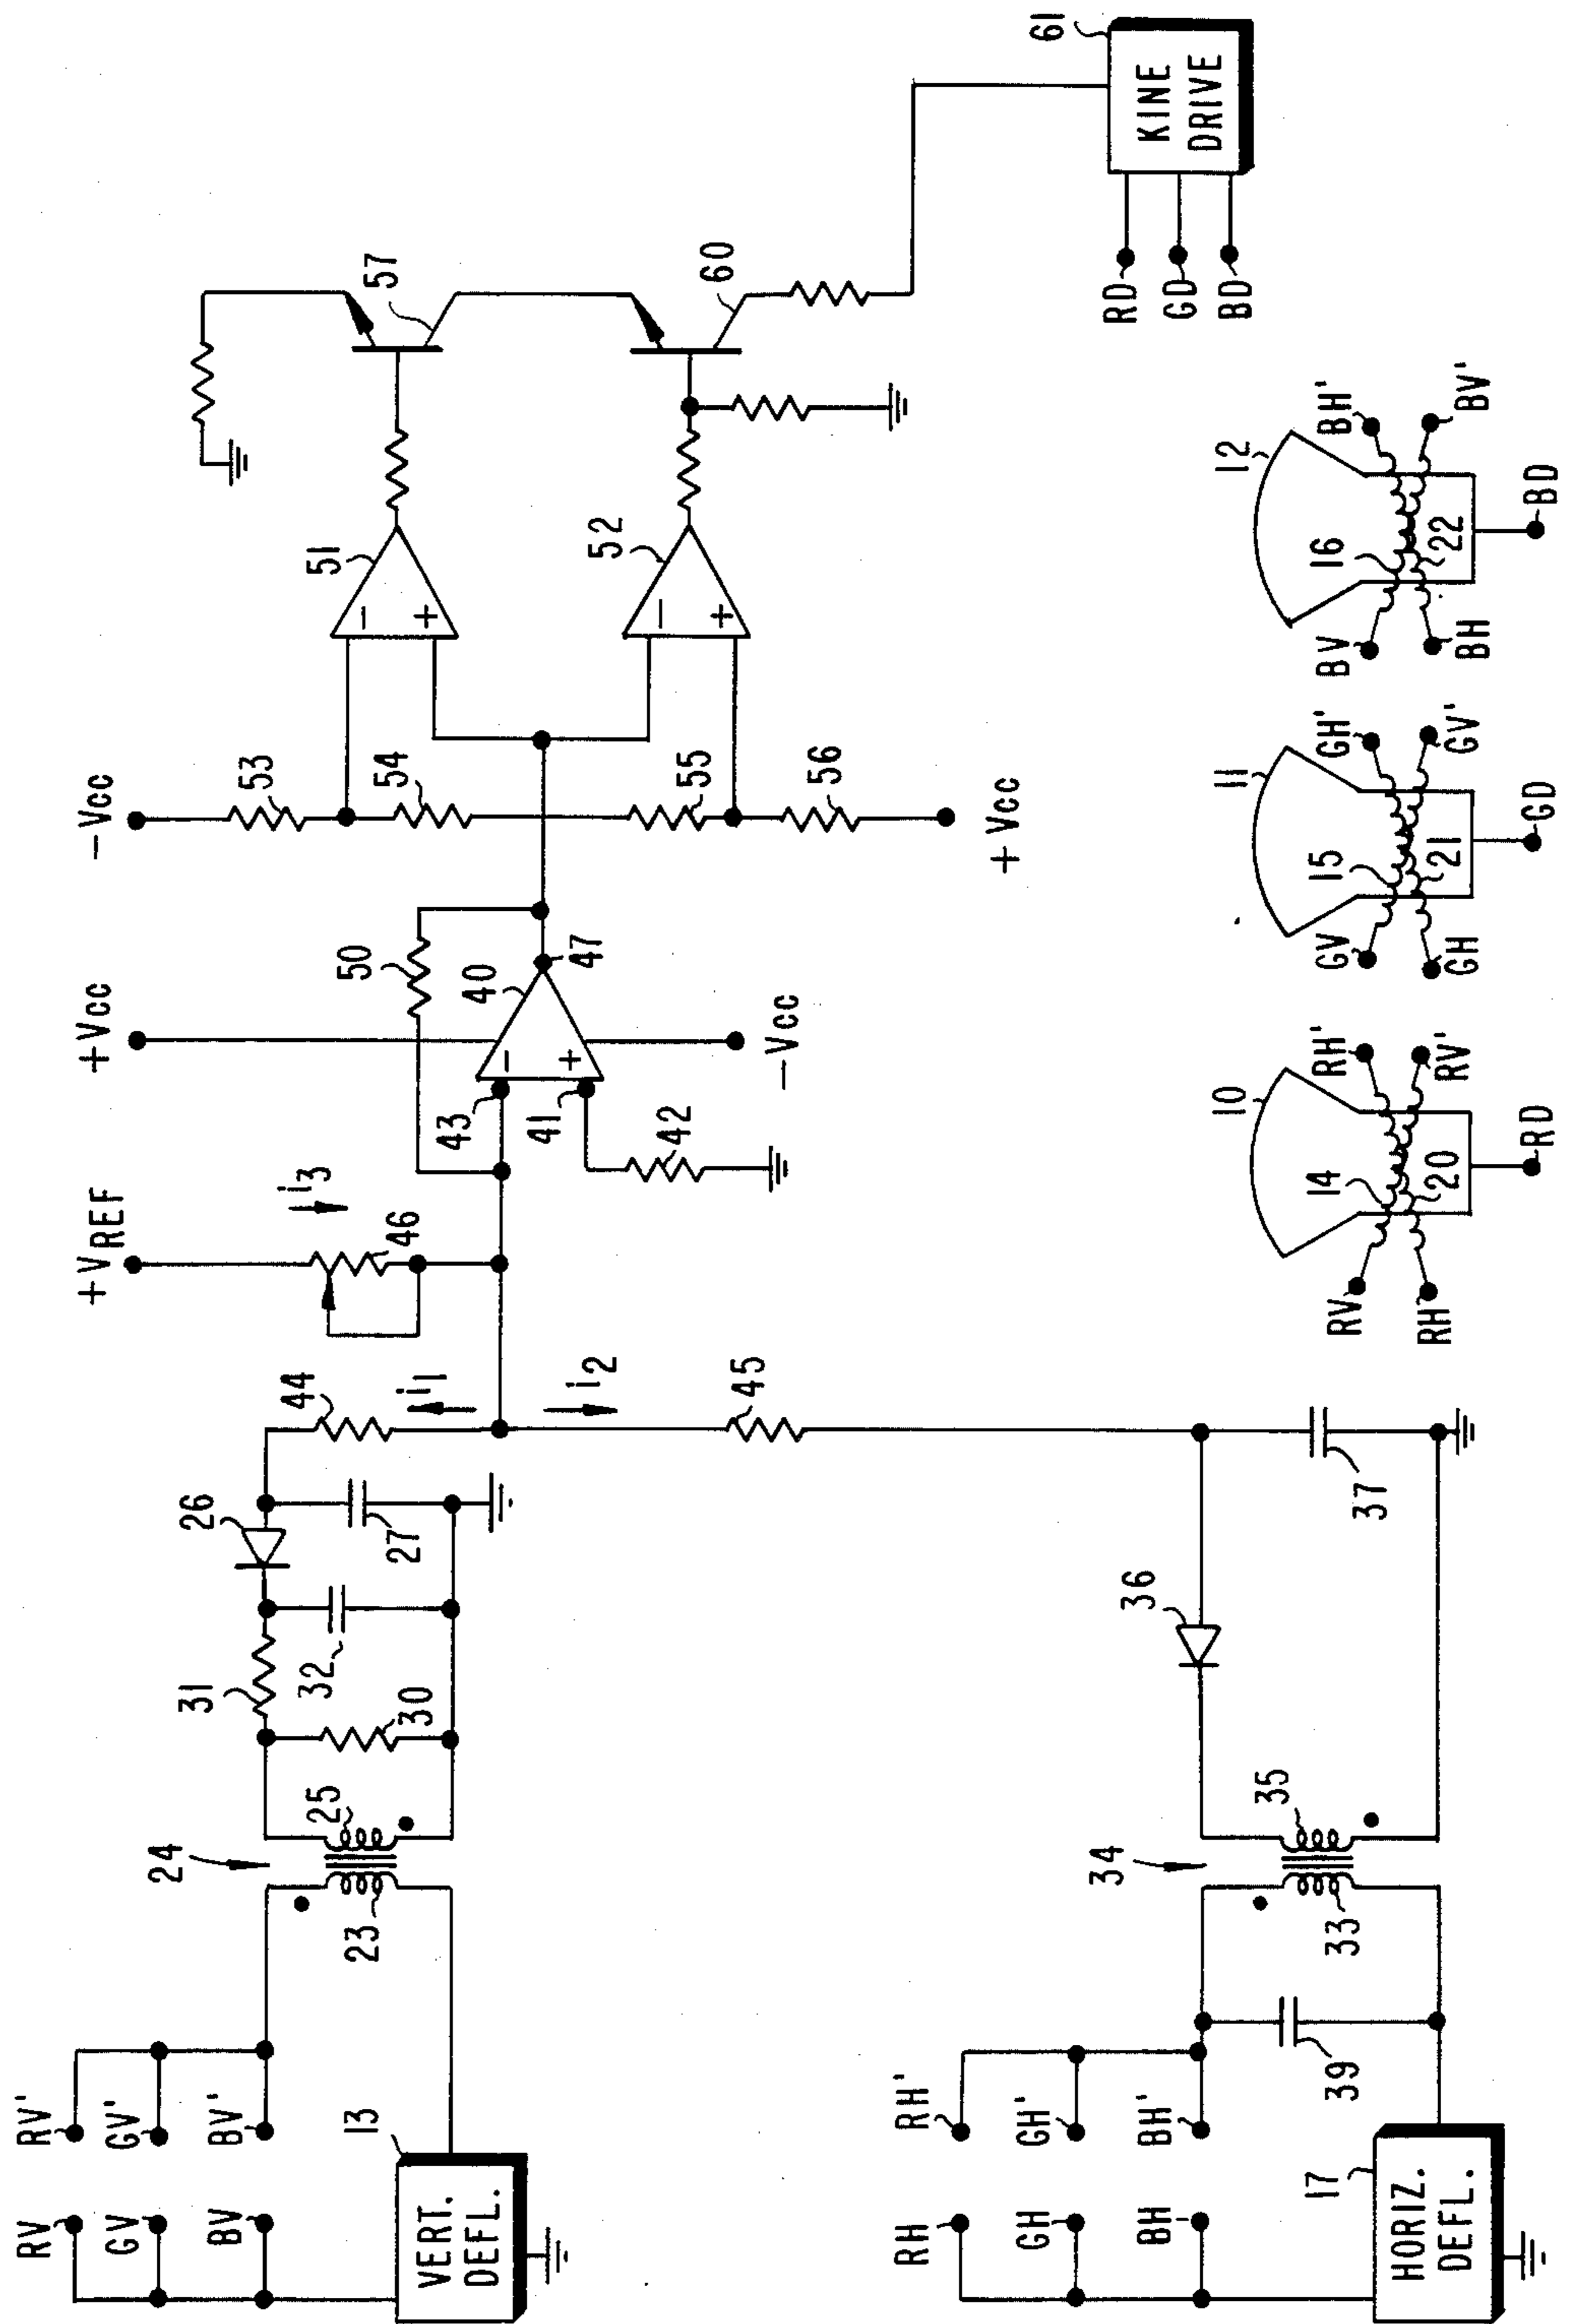 RV
RV'
GV
GV'
BV
BV'
VERT.
DEFL.
13
24
23
25
31
30
32
26
27
44
i1
i2
45
+VREF
i3
46
43
41
42
+Vcc
50
40
47
-Vcc
-Vcc
53
54
55
56
+Vcc
51
-
+
52
-
+
-
+
57
60
KINE
DRIVE
61
RD
GD
BD
RH
RH'
GH
GH'
BH
BH'
HORIZ.
DEFL.
17
39
34
33
35
36
37
10
RV
RH'
14
20
RH
RV'
RD
11
GV
GH'
15
21
GH
GV'
GD
12
BV
BH'
16
22
BH
BV'
BD